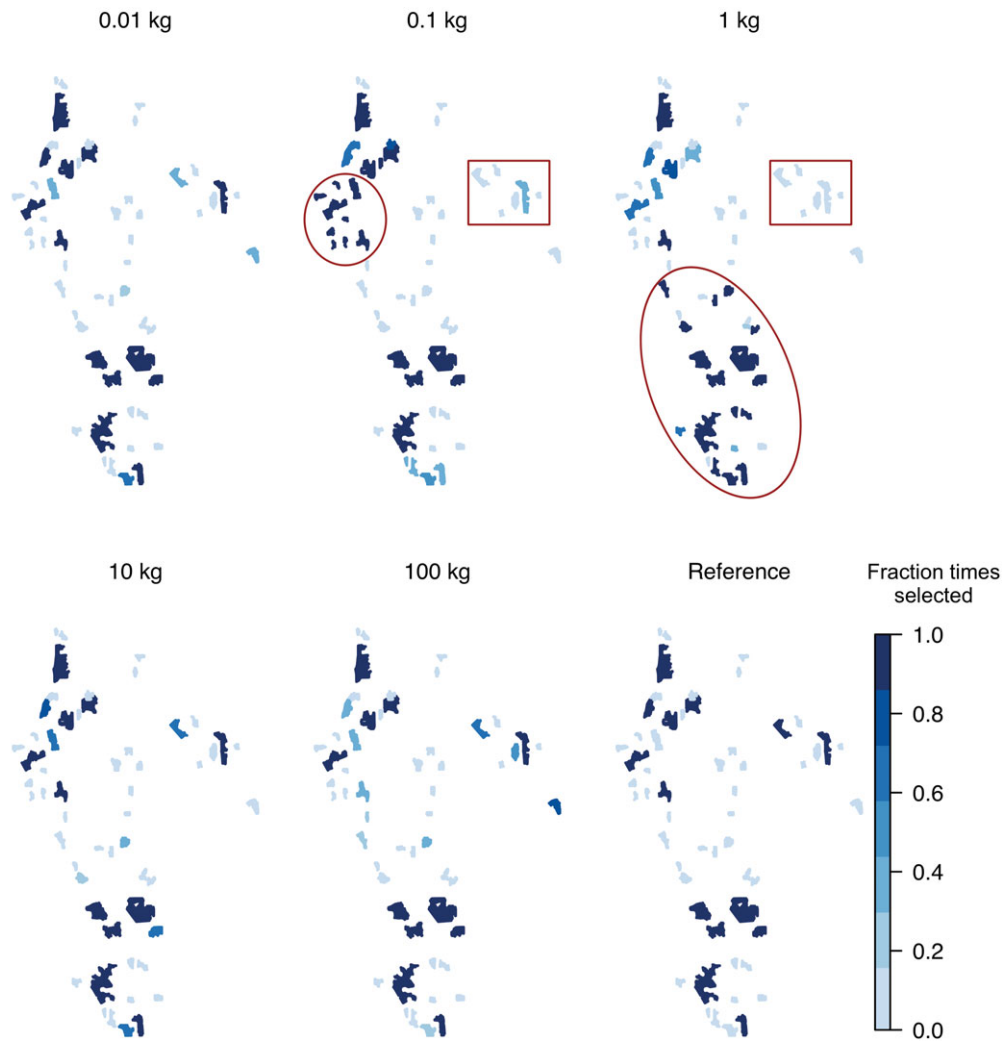 0.01 kg
0.1 kg
1 kg
10 kg
100 kg
Reference
Fraction times
selected
1.0
0.8
0.6
0.4
0.2
0.0